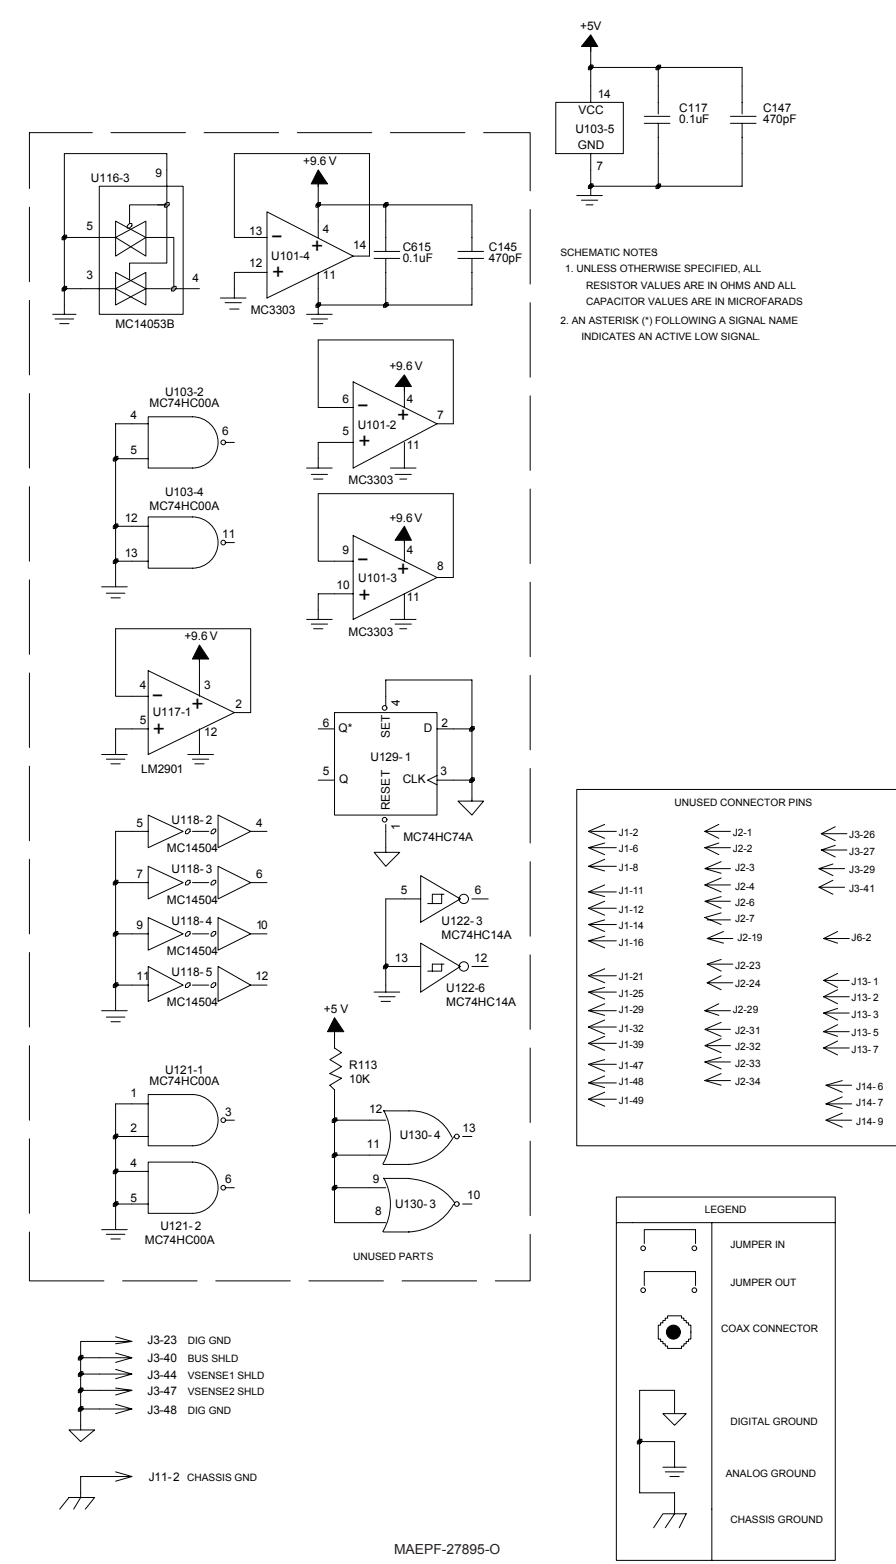 +5V
14
VCC
U103-5
GND
7
C117
0.1uF
C147
470pF
SCHEMATIC NOTES
1. UNLESS OTHERWISE SPECIFIED, ALL
RESISTOR VALUES ARE IN OHMS AND ALL
CAPACITOR VALUES ARE IN MICROFARADS
2. AN ASTERISK (*) FOLLOWING A SIGNAL NAME
INDICATES AN ACTIVE LOW SIGNAL.
U116-3
9
5
3
4
MC14053B
+9.6 V
13
4
U101-4
14
12
11
MC3303
C615
0.1uF
C145
470pF
U103-2
MC74HC00A
4
6
5
U103-4
MC74HC00A
12
11
13
+9.6 V
6
4
7
U101-2
5
11
MC3303
+9.6 V
9
4
8
U101-3
10
11
MC3303
+9.6 V
4
3
U117-1
2
5
12
LM2901
4
SET
6
Q*
D
2
U129-1
5
Q
RESET
CLK
3
1
MC74HC74A
5
U118-2
4
MC14504
7
U118-3
6
MC14504
9
U118-4
10
MC14504
11
U118-5
12
MC14504
5
6
U122-3
MC74HC14A
13
12
U122-6
MC74HC14A
+5 V
R113
10K
U121-1
MC74HC00A
1
3
2
4
6
5
U121-2
MC74HC00A
12
13
11
U130-4
9
10
8
U130-3
UNUSED PARTS
UNUSED CONNECTOR PINS
J1-2
J1-6
J1-8
J1-11
J1-12
J1-14
J1-16
J1-21
J1-25
J1-29
J1-32
J1-39
J1-47
J1-48
J1-49
J2-1
J2-2
J2-3
J2-4
J2-6
J2-7
J2-19
J2-23
J2-24
J2-29
J2-31
J2-32
J2-33
J2-34
J3-26
J3-27
J3-29
J3-41
J6-2
J13-1
J13-2
J13-3
J13-5
J13-7
J14-6
J14-7
J14-9
LEGEND
JUMPER IN
JUMPER OUT
COAX CONNECTOR
DIGITAL GROUND
ANALOG GROUND
CHASSIS GROUND
J3-23 DIG GND
J3-40 BUS SHLD
J3-44 VSENSE1 SHLD
J3-47 VSENSE2 SHLD
J3-48 DIG GND
J11-2 CHASSIS GND
MAEPF-27895-O